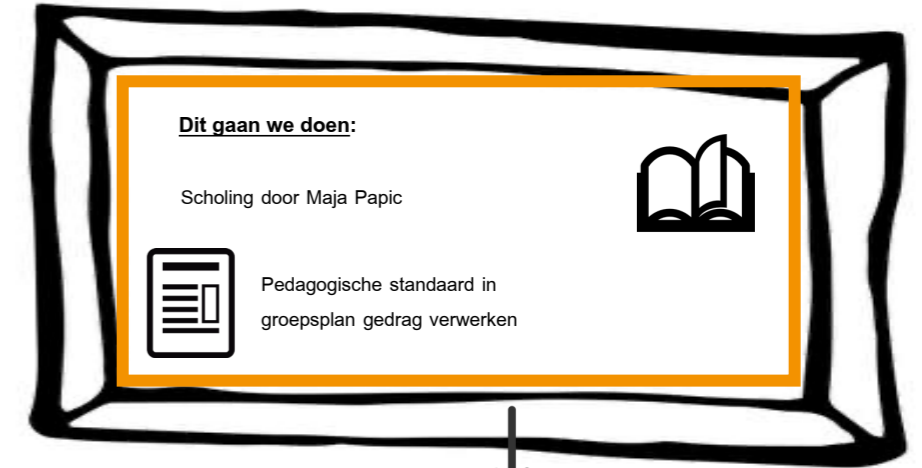 Dit gaan we doen:
Scholing door Maja Papic
Pedagogische standaard in
groepsplan gedrag verwerken